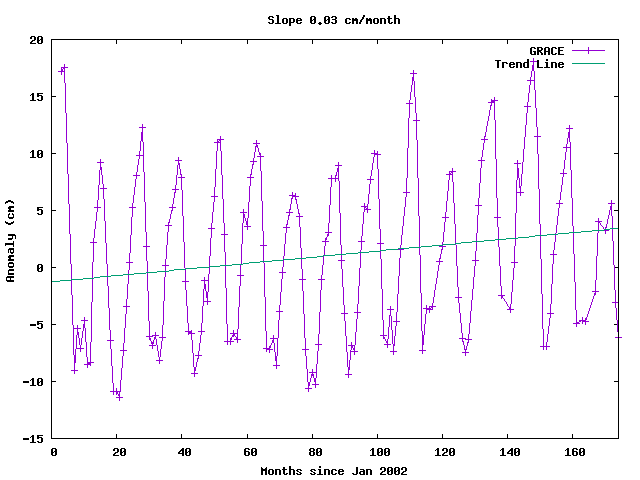 Slope 0.03 cm/month
GRACE
Trend Line
20
15
10
5
0
-5
-10
-15
Anomaly (cm)
0 20 40 60 80 100 120 140 160
Months since Jan 2002